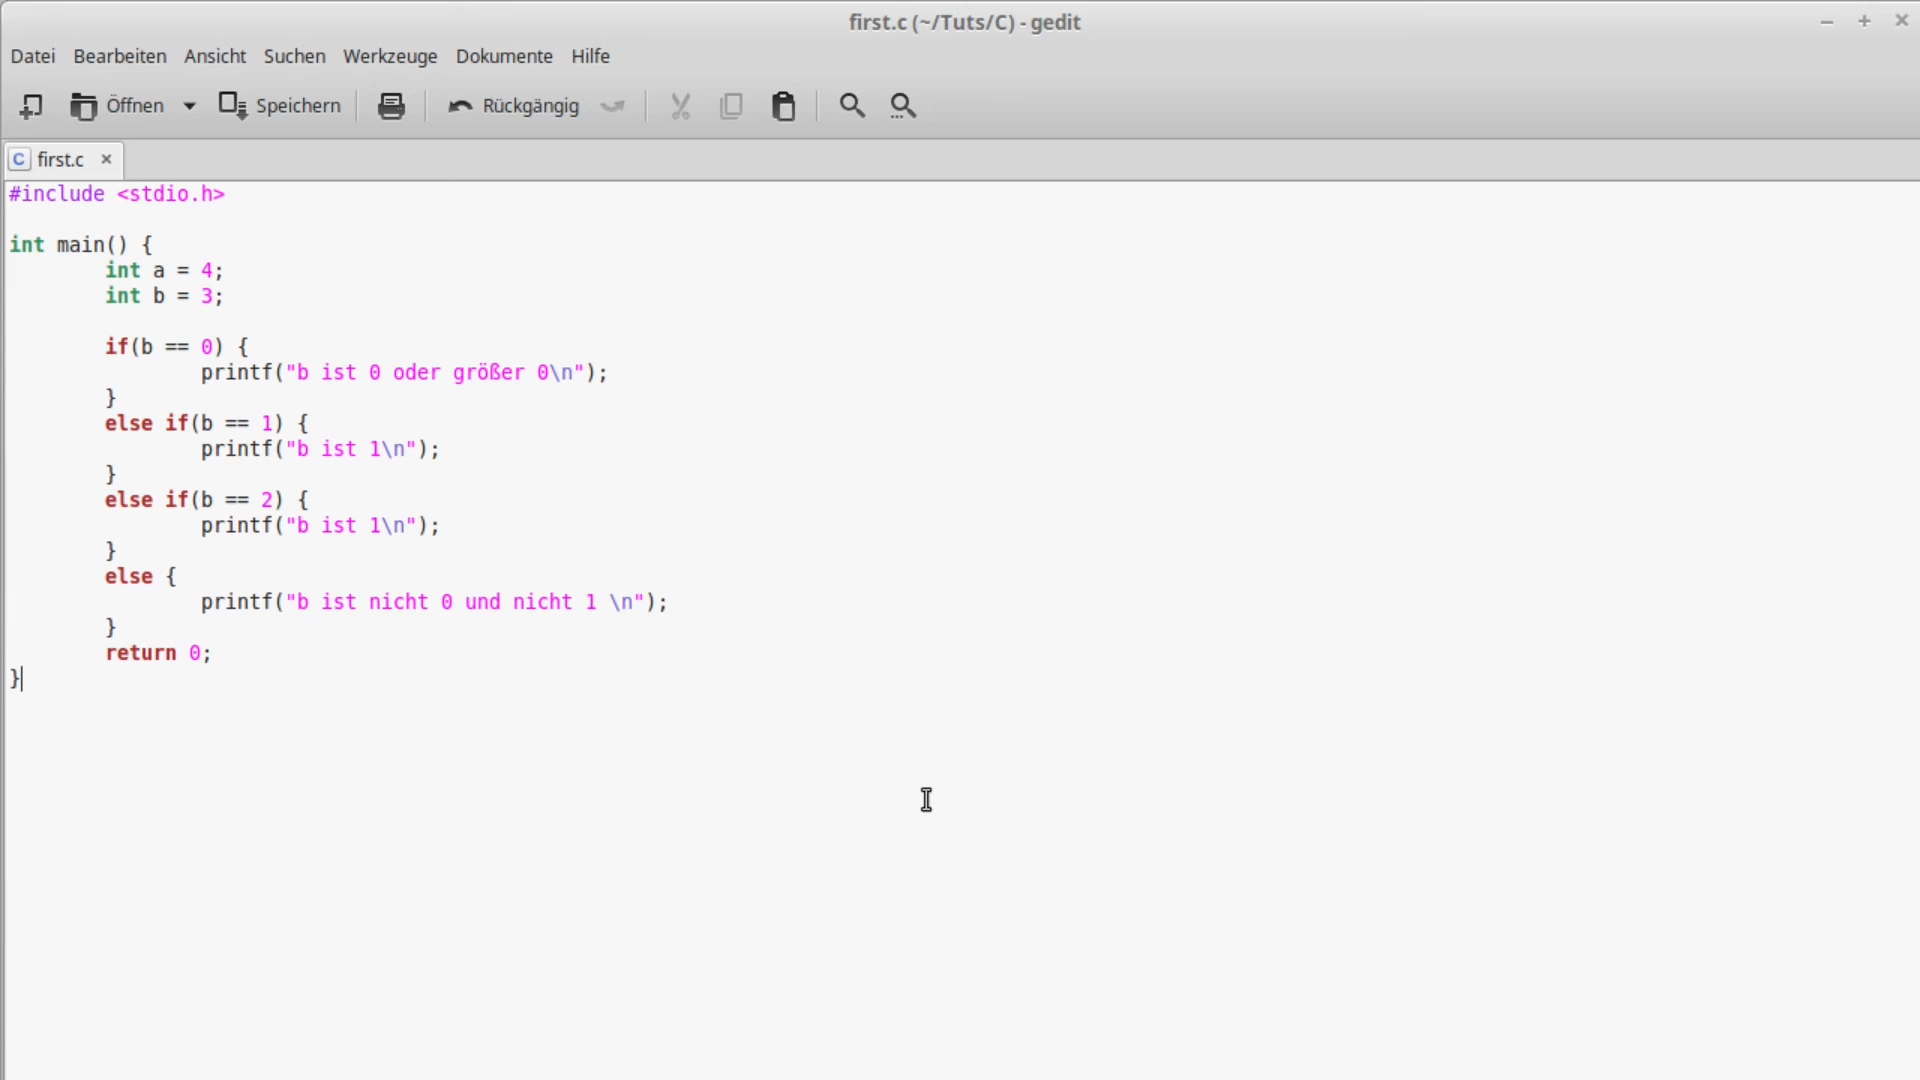 first.c (~/Tuts/C) - gedit
Datei Bearbeiten Ansicht Suchen Werkzeuge Dokumente Hilfe
Öffnen Speichern Rückgängig
C first.c
#include <stdio.h>
int main() {
int a = 4;
int b = 3;
if(b == 0) {
printf("b ist 0 oder größer 0\n");
}
else if(b == 1) {
printf("b ist 1\n");
}
else if(b == 2) {
printf("b ist 1\n");
}
else {
printf("b ist nicht 0 und nicht 1 \n");
}
return 0;
}